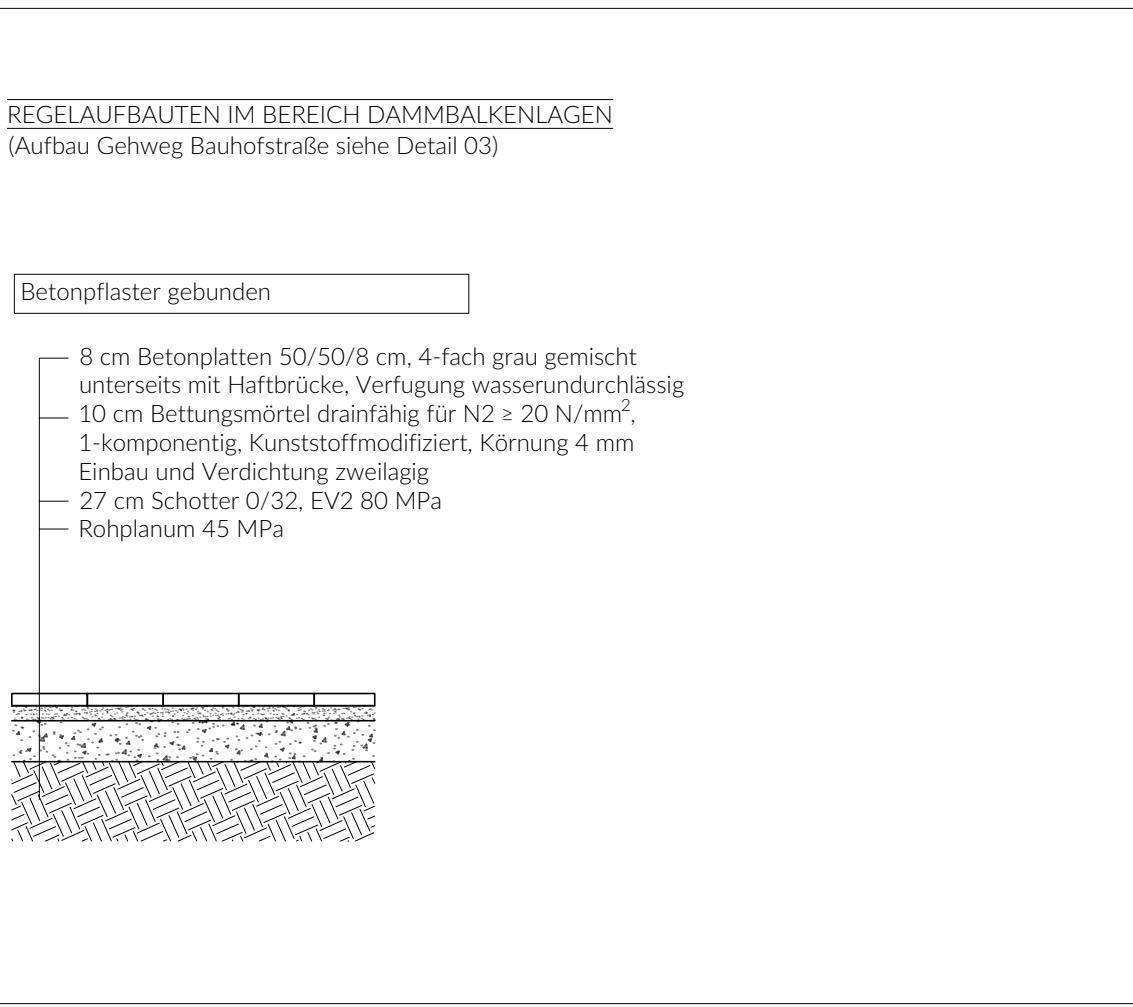 REGELAUFBAUTEN IM BEREICH DAMMBALKENLAGEN
(Aufbau Gehweg Bauhofstraße siehe Detail 03)
Betonpflaster gebunden
8 cm Betonplatten 50/50/8 cm, 4-fach grau gemischt
unterseits mit Haftbrücke, Verfugung wasserundurchlässig
10 cm Bettungsmörtel drainfähig für N2 ≥ 20 N/mm²,
1-komponentig, Kunststoffmodifiziert, Körnung 4 mm
Einbau und Verdichtung zweilagig
27 cm Schotter 0/32, EV2 80 MPa
Rohplanum 45 MPa